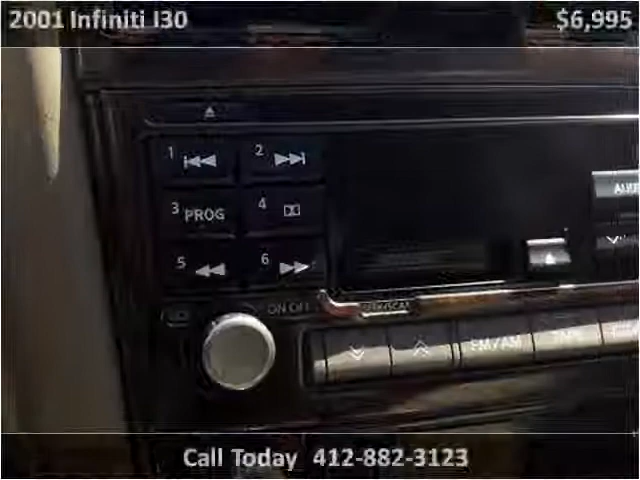 2001 Infiniti I30
$6,995
1
2
3 PROG
4
5
6
ON OFF
FM/AM
Call Today 412-882-3123